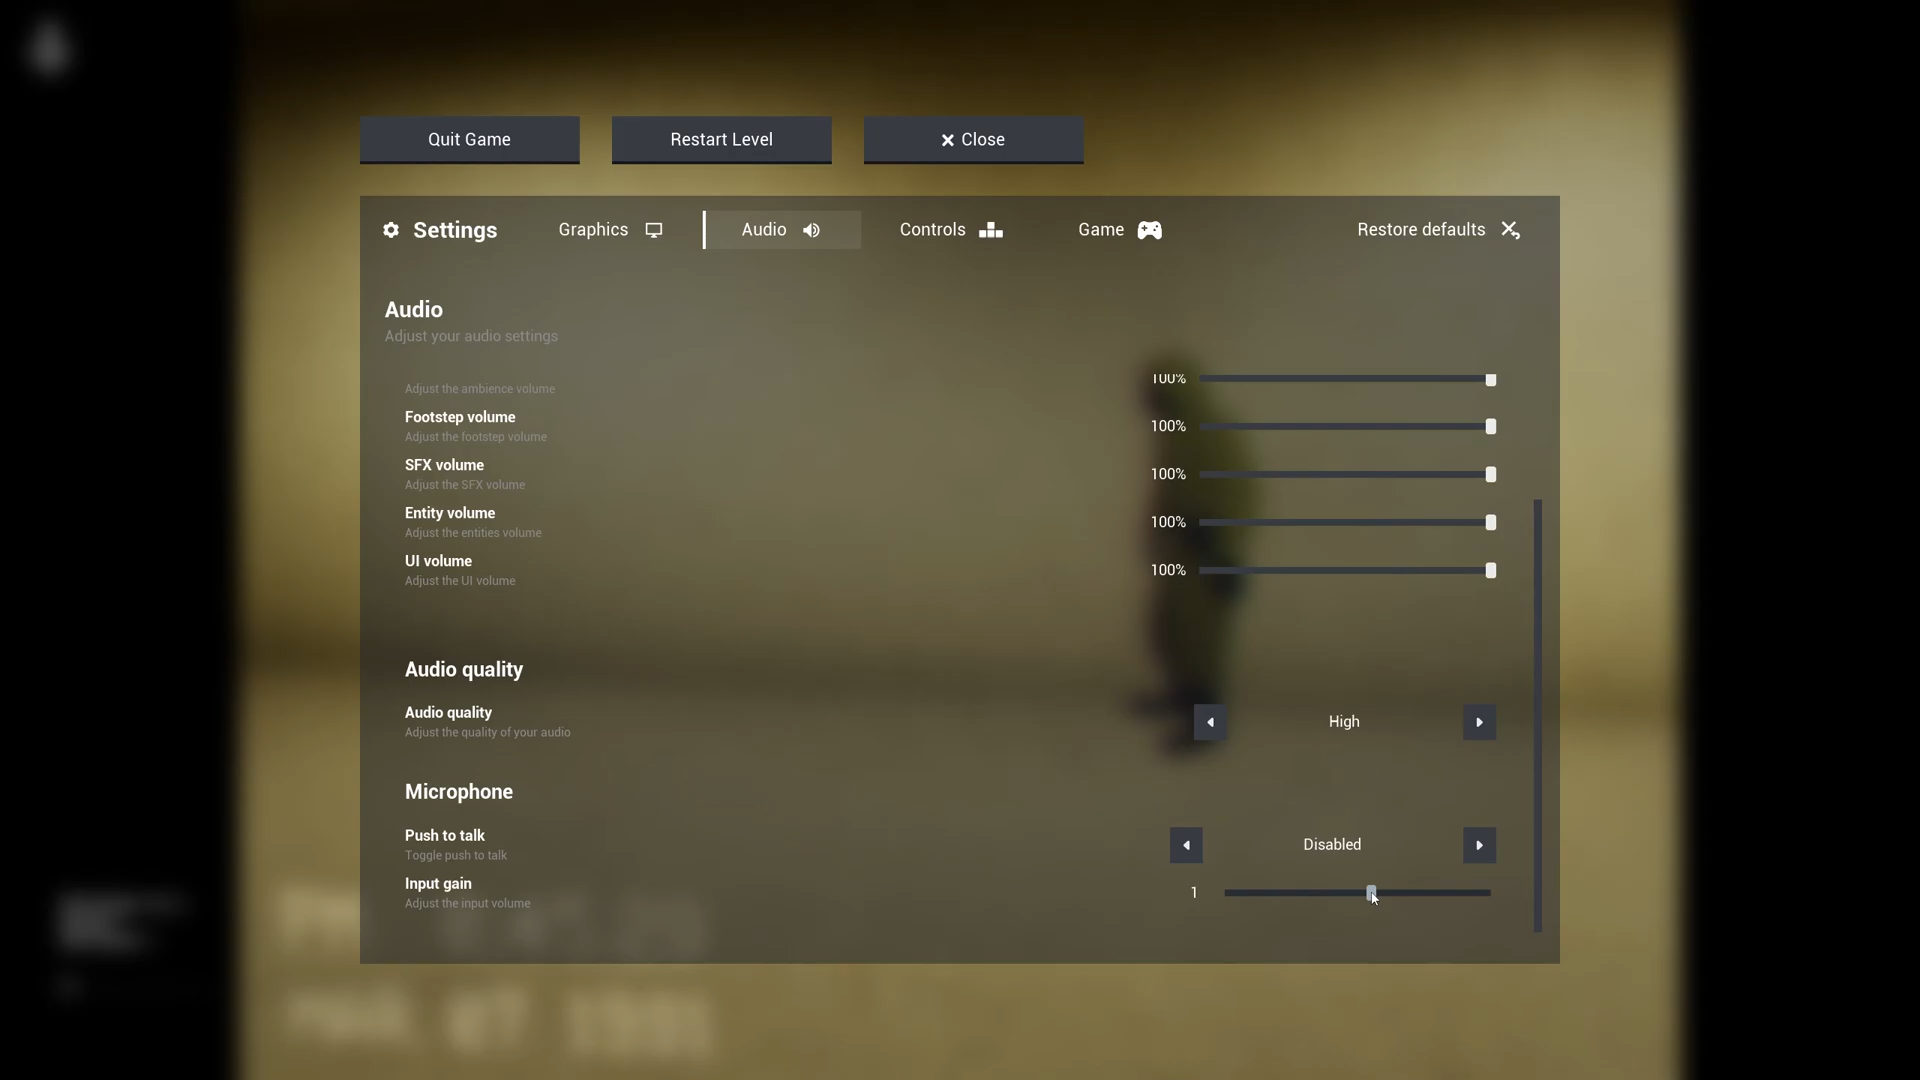 Quit Game
Restart Level
Close
Settings
Graphics
Audio
Controls
Game
Restore defaults
Audio
Adjust your audio settings
Adjust the ambience volume
100%
Footstep volume
Adjust the footstep volume
100%
SFX volume
Adjust the SFX volume
100%
Entity volume
Adjust the entities volume
100%
UI volume
Adjust the UI volume
100%
Audio quality
Audio quality
Adjust the quality of your audio
High
Microphone
Push to talk
Toggle push to talk
Disabled
Input gain
Adjust the input volume
1